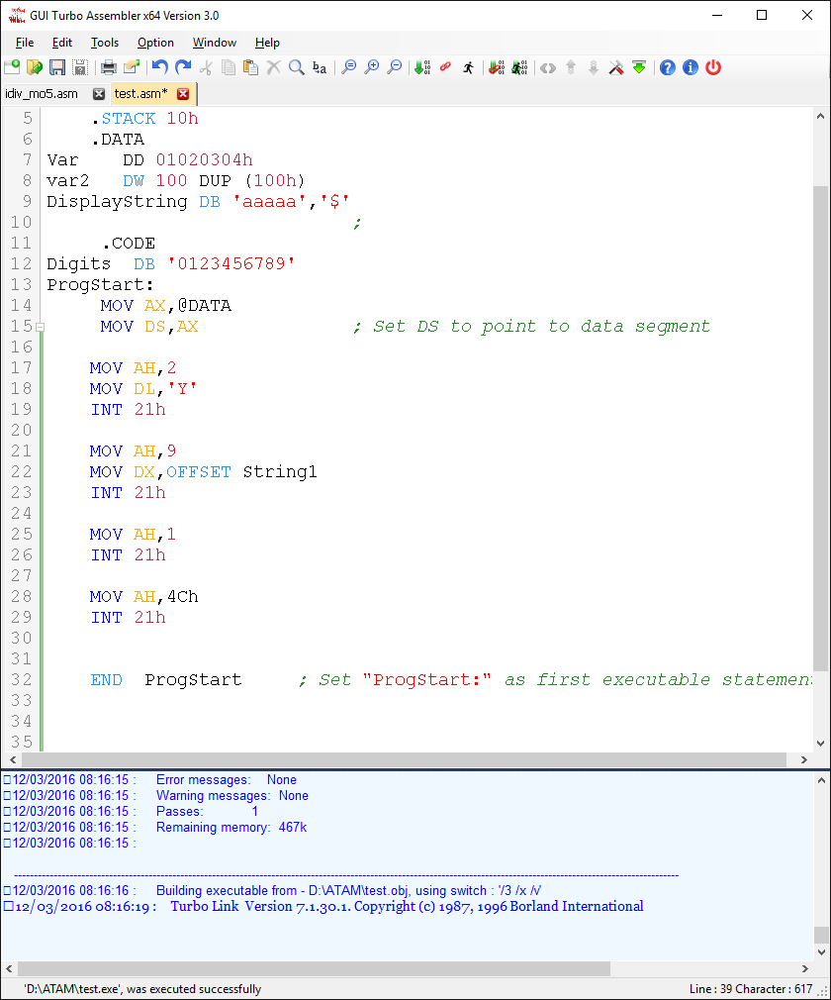 GUI Turbo Assembler x64 Version 3.0
File Edit Tools Option Window Help
idiv_mo5.asm test.asm*
5 .STACK 10h
6 .DATA
7 Var DD 01020304h
8 var2 DW 100 DUP (100h)
9 DisplayString DB 'aaaaa','$'
10 ;
11 .CODE
12 Digits DB '0123456789'
13 ProgStart:
14 MOV AX,@DATA
15 MOV DS,AX ; Set DS to point to data segment
16
17 MOV AH,2
18 MOV DL,'Y'
19 INT 21h
20
21 MOV AH,9
22 MOV DX,OFFSET String1
23 INT 21h
24
25 MOV AH,1
26 INT 21h
27
28 MOV AH,4Ch
29 INT 21h
30
31
32 END ProgStart ; Set "ProgStart:" as first executable statemen
33
34
35
12/03/2016 08:16:15 : Error messages: None
12/03/2016 08:16:15 : Warning messages: None
12/03/2016 08:16:15 : Passes: 1
12/03/2016 08:16:15 : Remaining memory: 467k
12/03/2016 08:16:15 :
12/03/2016 08:16:16 : Building executable from - D:\ATAM\test.obj, using switch : '/3 /x /v'
12/03/2016 08:16:19 : Turbo Link Version 7.1.30.1. Copyright (c) 1987, 1996 Borland International
'D:\ATAM\test.exe', was executed successfully Line : 39 Character : 617